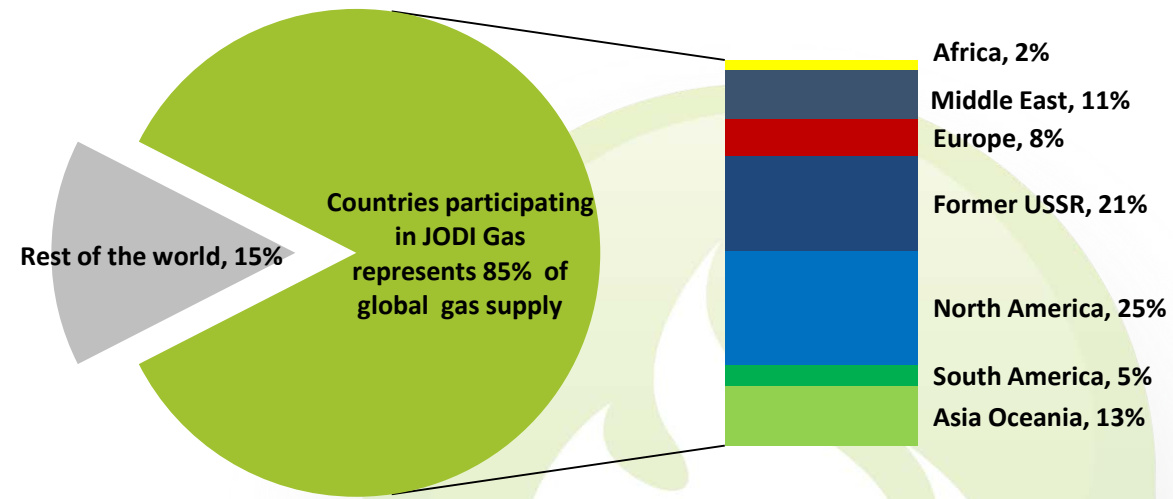 Rest of the world, 15%
Countries participating
in JODI Gas
represents 85% of
global gas supply
Africa, 2%
Middle East, 11%
Europe, 8%
Former USSR, 21%
North America, 25%
South America, 5%
Asia Oceania, 13%